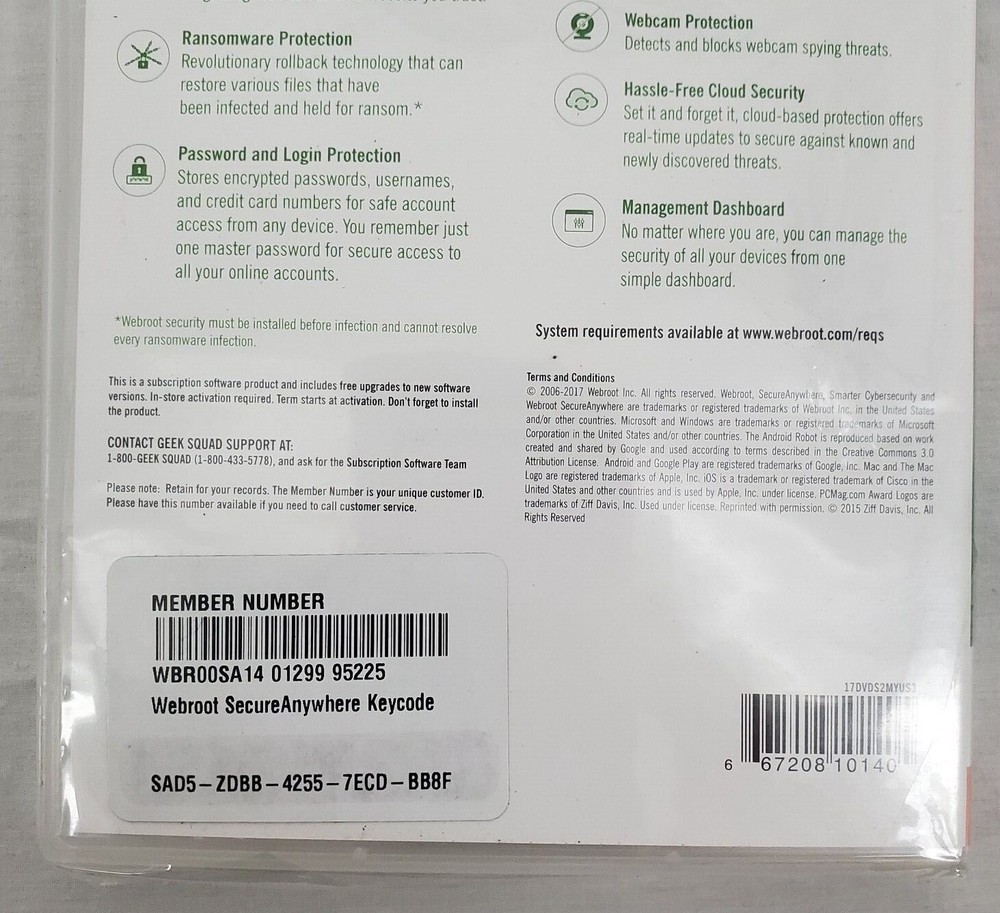 Ransomware Protection
Revolutionary rollback technology that can
restore various files that have
been infected and held for ransom.*
Password and Login Protection
Stores encrypted passwords, usernames,
and credit card numbers for safe account
access from any device. You remember just
one master password for secure access to
all your online accounts.
*Webroot security must be installed before infection and cannot resolve
every ransomware infection.
This is a subscription software product and includes free upgrades to new software
versions. In-store activation required. Term starts at activation. Don't forget to install
the product.
CONTACT GEEK SQUAD SUPPORT AT:
1-800-GEEK SQUAD (1-800-433-5778), and ask for the Subscription Software Team
Please note: Retain for your records. The Member Number is your unique customer ID.
Please have this number available if you need to call customer service.
MEMBER NUMBER
WBR00SA14 01299 95225
Webroot SecureAnywhere Keycode
SAD5-ZDBB-4255-7ECD-BB8F
Webcam Protection
Detects and blocks webcam spying threats.
Hassle-Free Cloud Security
Set it and forget it, cloud-based protection offers
real-time updates to secure against known and
newly discovered threats.
Management Dashboard
No matter where you are, you can manage the
security of all your devices from one
simple dashboard.
System requirements available at www.webroot.com/reqs
Terms and Conditions
© 2006-2017 Webroot Inc. All rights reserved. Webroot, SecureAnywhere, Smarter Cybersecurity and
Webroot SecureAnywhere are trademarks or registered trademarks of Webroot Inc. in the United States
and/or other countries. Microsoft and Windows are trademarks or registered trademarks of Microsoft
Corporation in the United States and/or other countries. The Android Robot is reproduced based on work
created and shared by Google and used according to terms described in the Creative Commons 3.0
Attribution License. Android and Google Play are registered trademarks of Google, Inc. Mac and The Mac
Logo are registered trademarks of Apple, Inc. iOS is a trademark or registered trademark of Cisco in the
United States and other countries and is used by Apple, Inc. under license. PCMag.com Award Logos are
trademarks of Ziff Davis, Inc. Used under license. Reprinted with permission. © 2015 Ziff Davis, Inc. All
Rights Reserved
6 67208 10140